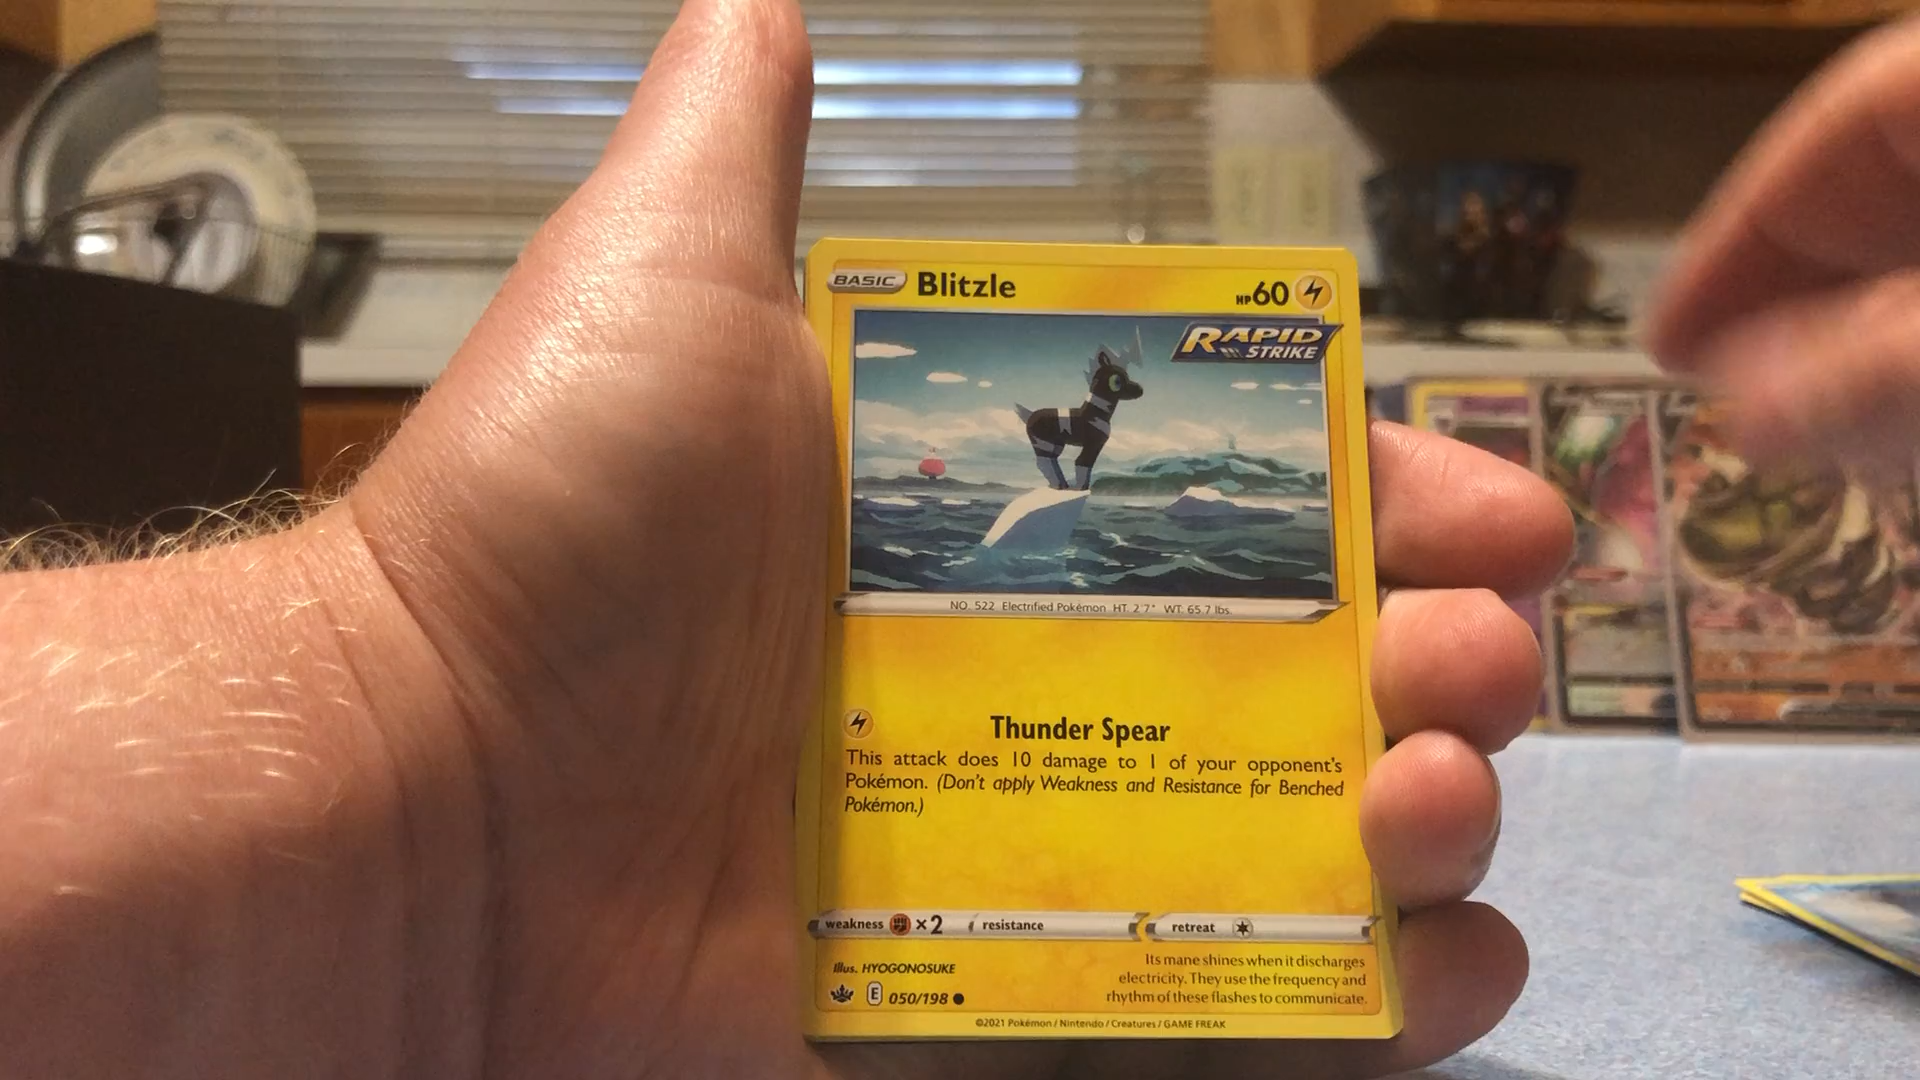 BASIC Blitzle HP60
RAPID
STRIKE
NO. 522 Electrified Pokémon HT. 2'7" WT. 65.7 lbs.
Thunder Spear
This attack does 10 damage to 1 of your opponent's
Pokémon. (Don't apply Weakness and Resistance for Benched
Pokémon.)
weakness ×2 resistance retreat
Illus. HYOGONOSUKE
E 050/198
Its mane shines when it discharges
electricity. They use the frequency and
rhythm of these flashes to communicate.
©2021 Pokémon / Nintendo / Creatures / GAME FREAK